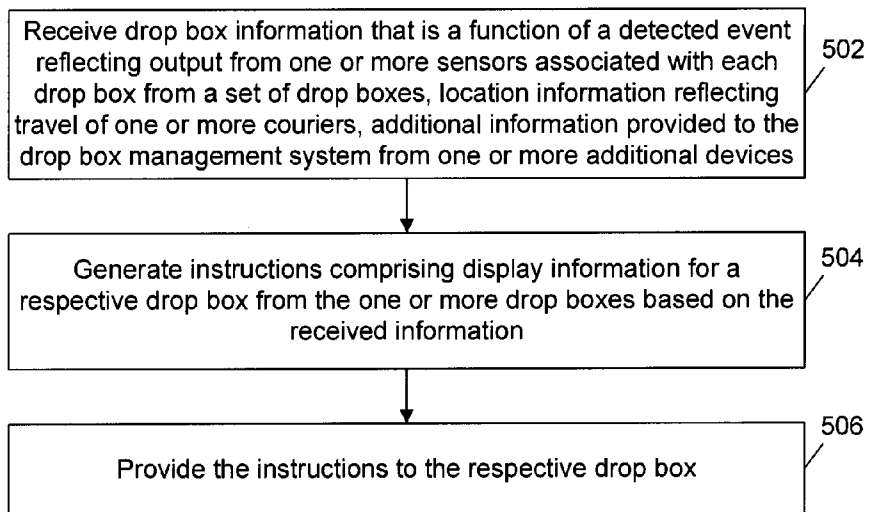 Receive drop box information that is a function of a detected event
reflecting output from one or more sensors associated with each
drop box from a set of drop boxes, location information reflecting
travel of one or more couriers, additional information provided to the
drop box management system from one or more additional devices
502
Generate instructions comprising display information for a
respective drop box from the one or more drop boxes based on the
received information
504
Provide the instructions to the respective drop box
506